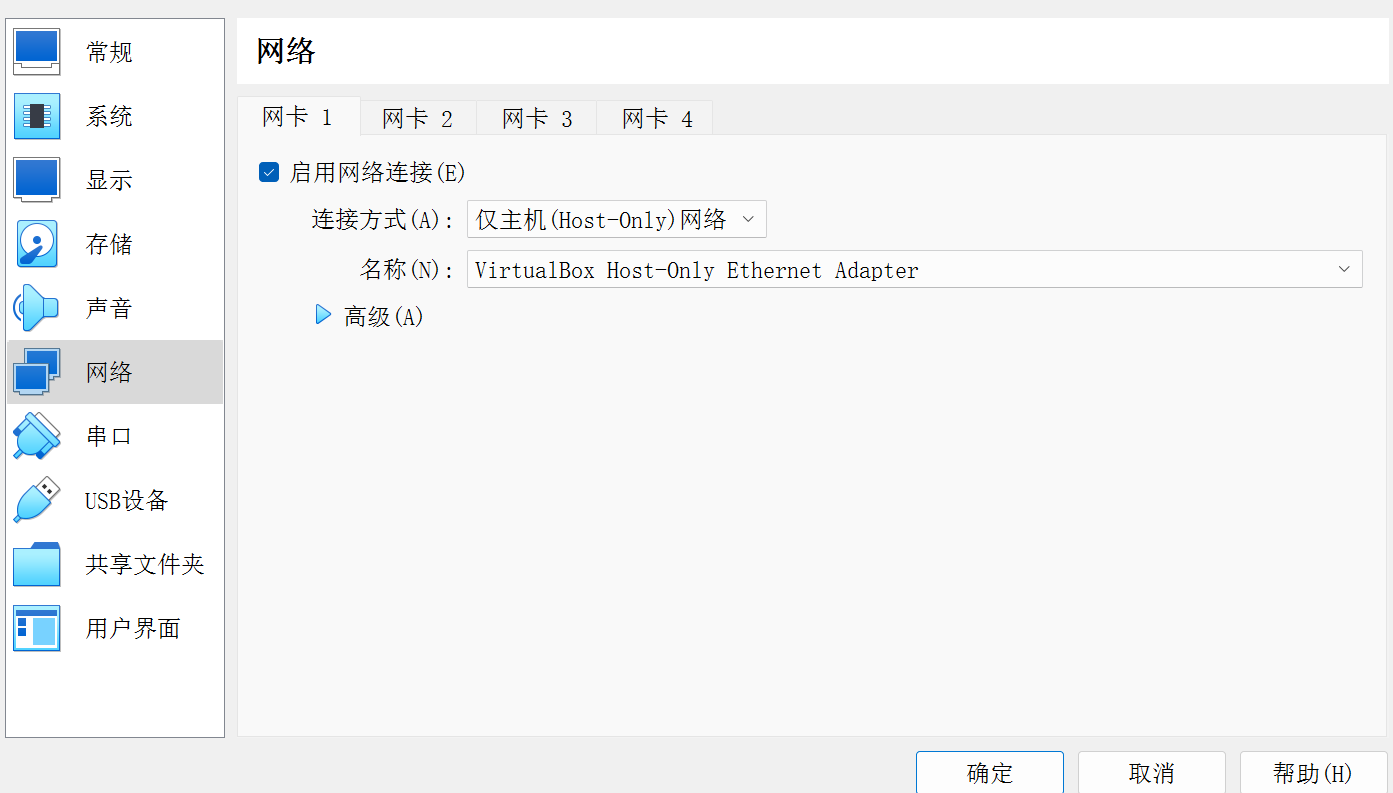 常规
系统
显示
存储
声音
网络
串口
USB设备
共享文件夹
用户界面
网络
网卡 1
网卡 2
网卡 3
网卡 4
启用网络连接(E)
连接方式(A):
仅主机(Host-Only)网络
名称(N):
VirtualBox Host-Only Ethernet Adapter
高级(A)
确定
取消
帮助(H)